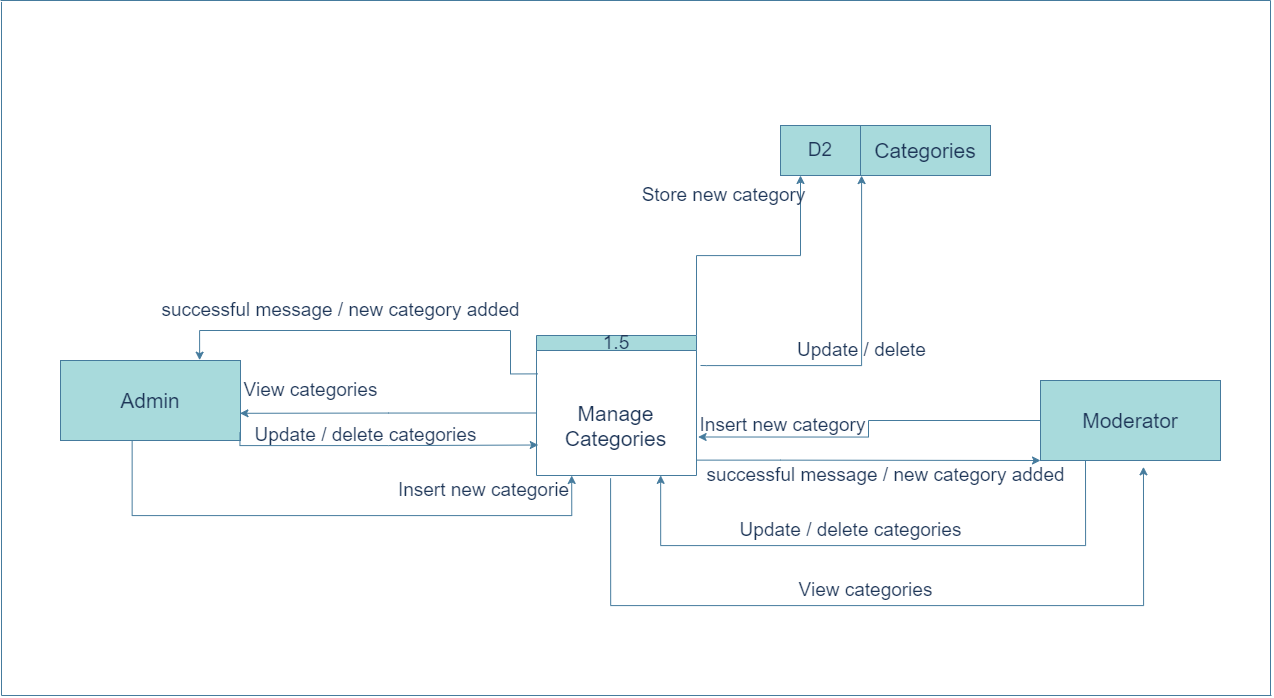 D2
Categories
Store new category
successful message / new category added
1.5
Update / delete
Admin
View categories
Manage
Categories
Moderator
Insert new category
Update / delete categories
successful message / new category added
Insert new categorie
Update / delete categories
View categories